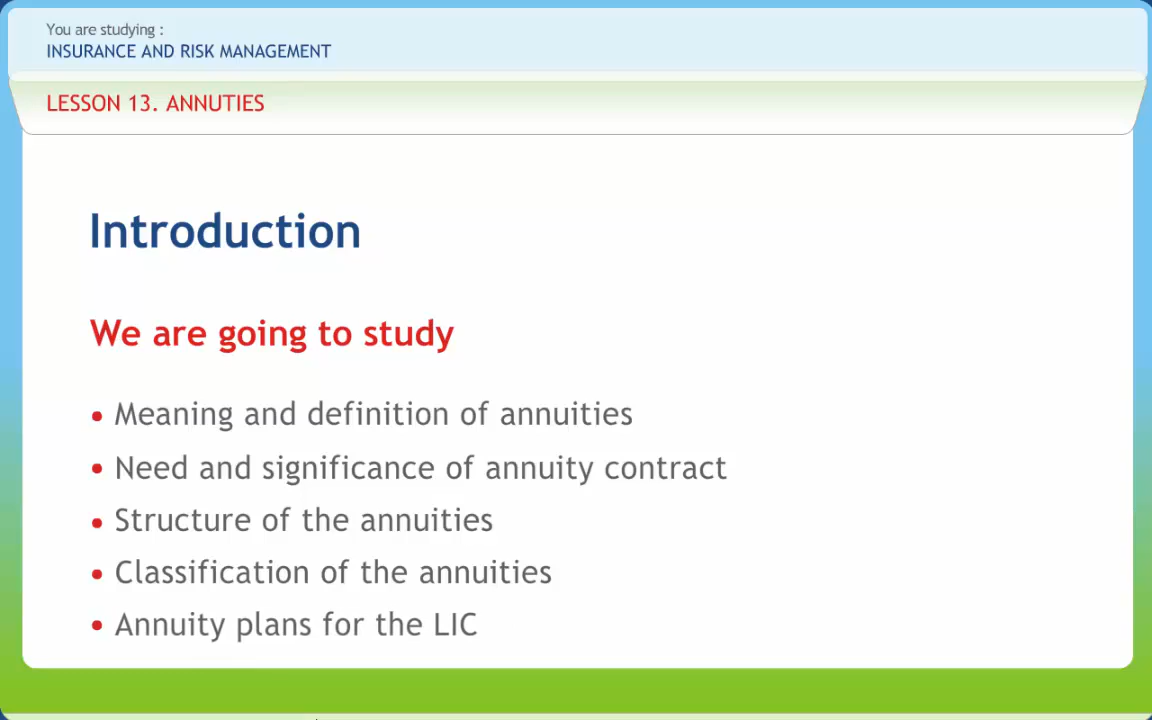 You are studying :
INSURANCE AND RISK MANAGEMENT
LESSON 13. ANNUTIES
Introduction
We are going to study
• Meaning and definition of annuities
• Need and significance of annuity contract
• Structure of the annuities
• Classification of the annuities
• Annuity plans for the LIC